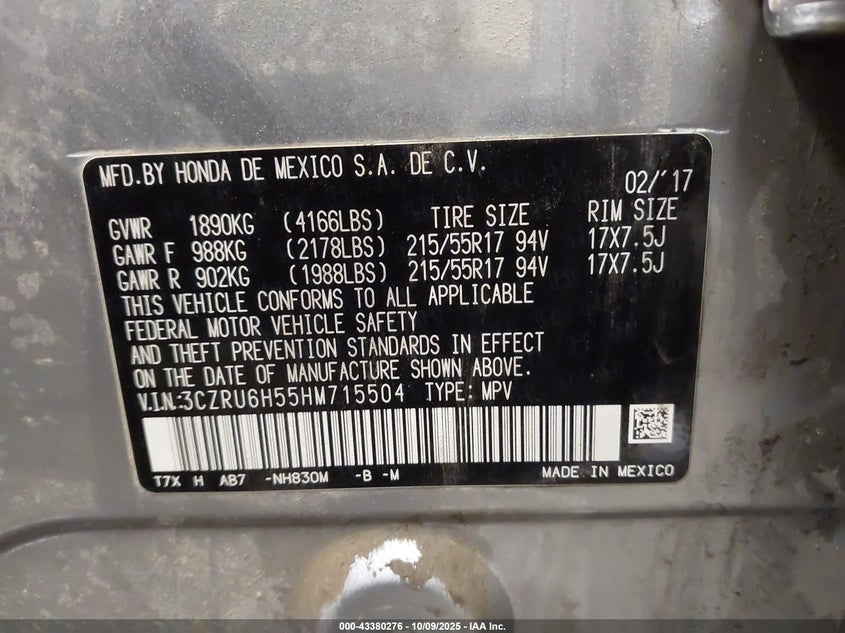 MFD.BY HONDA DE MEXICO S.A. DE C.V.
02/'17
GVWR 1890KG (4166LBS) TIRE SIZE RIM SIZE
GAWR F 988KG (2178LBS) 215/55R17 94V 17X7.5J
GAWR R 902KG (1988LBS) 215/55R17 94V 17X7.5J
THIS VEHICLE CONFORMS TO ALL APPLICABLE
FEDERAL MOTOR VEHICLE SAFETY
AND THEFT PREVENTION STANDARDS IN EFFECT
ON THE DATE OF MANUFACTURE SHOWN ABOVE.
V.I.N.:3CZRU6H55HM715504 TYPE: MPV
T7X H AB7 -NH830M -B -M MADE IN MEXICO
000-43380276 - 10/09/2025 - IAA Inc.